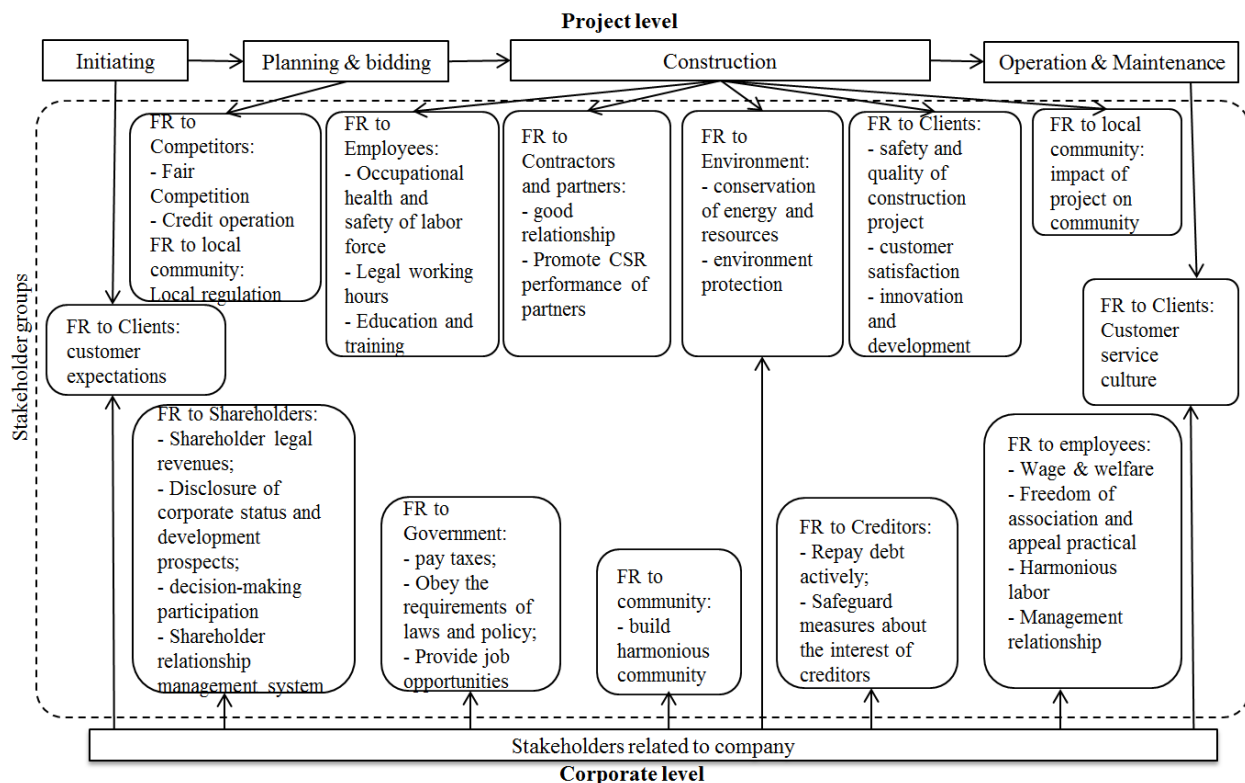 Project level
Initiating
Planning & bidding
Construction
Operation & Maintenance
Stakeholder groups
FR to
Competitors:
- Fair
Competition
- Credit operation
FR to local
community:
Local regulation
FR to
Employees:
- Occupational
health and
safety of labor
force
- Legal working
hours
- Education and
training
FR to
Contractors
and partners:
- good
relationship
- Promote CSR
performance of
partners
FR to
Environment:
- conservation
of energy and
resources
- environment
protection
FR to Clients:
- safety and
quality of
construction
project
- customer
satisfaction
- innovation
and
development
FR to local
community:
impact of
project on
community
FR to Clients:
customer
expectations
FR to Clients:
Customer
service
culture
FR to Shareholders:
- Shareholder legal
revenues;
- Disclosure of
corporate status and
development
prospects;
- decision-making
participation
- Shareholder
relationship
management system
FR to
Government:
- pay taxes;
- Obey the
requirements of
laws and policy;
- Provide job
opportunities
FR to
community:
- build
harmonious
community
FR to Creditors:
- Repay debt
actively;
- Safeguard
measures about
the interest of
creditors
FR to employees:
- Wage & welfare
- Freedom of
association and
appeal practical
- Harmonious
labor
- Management
relationship
Stakeholders related to company
Corporate level